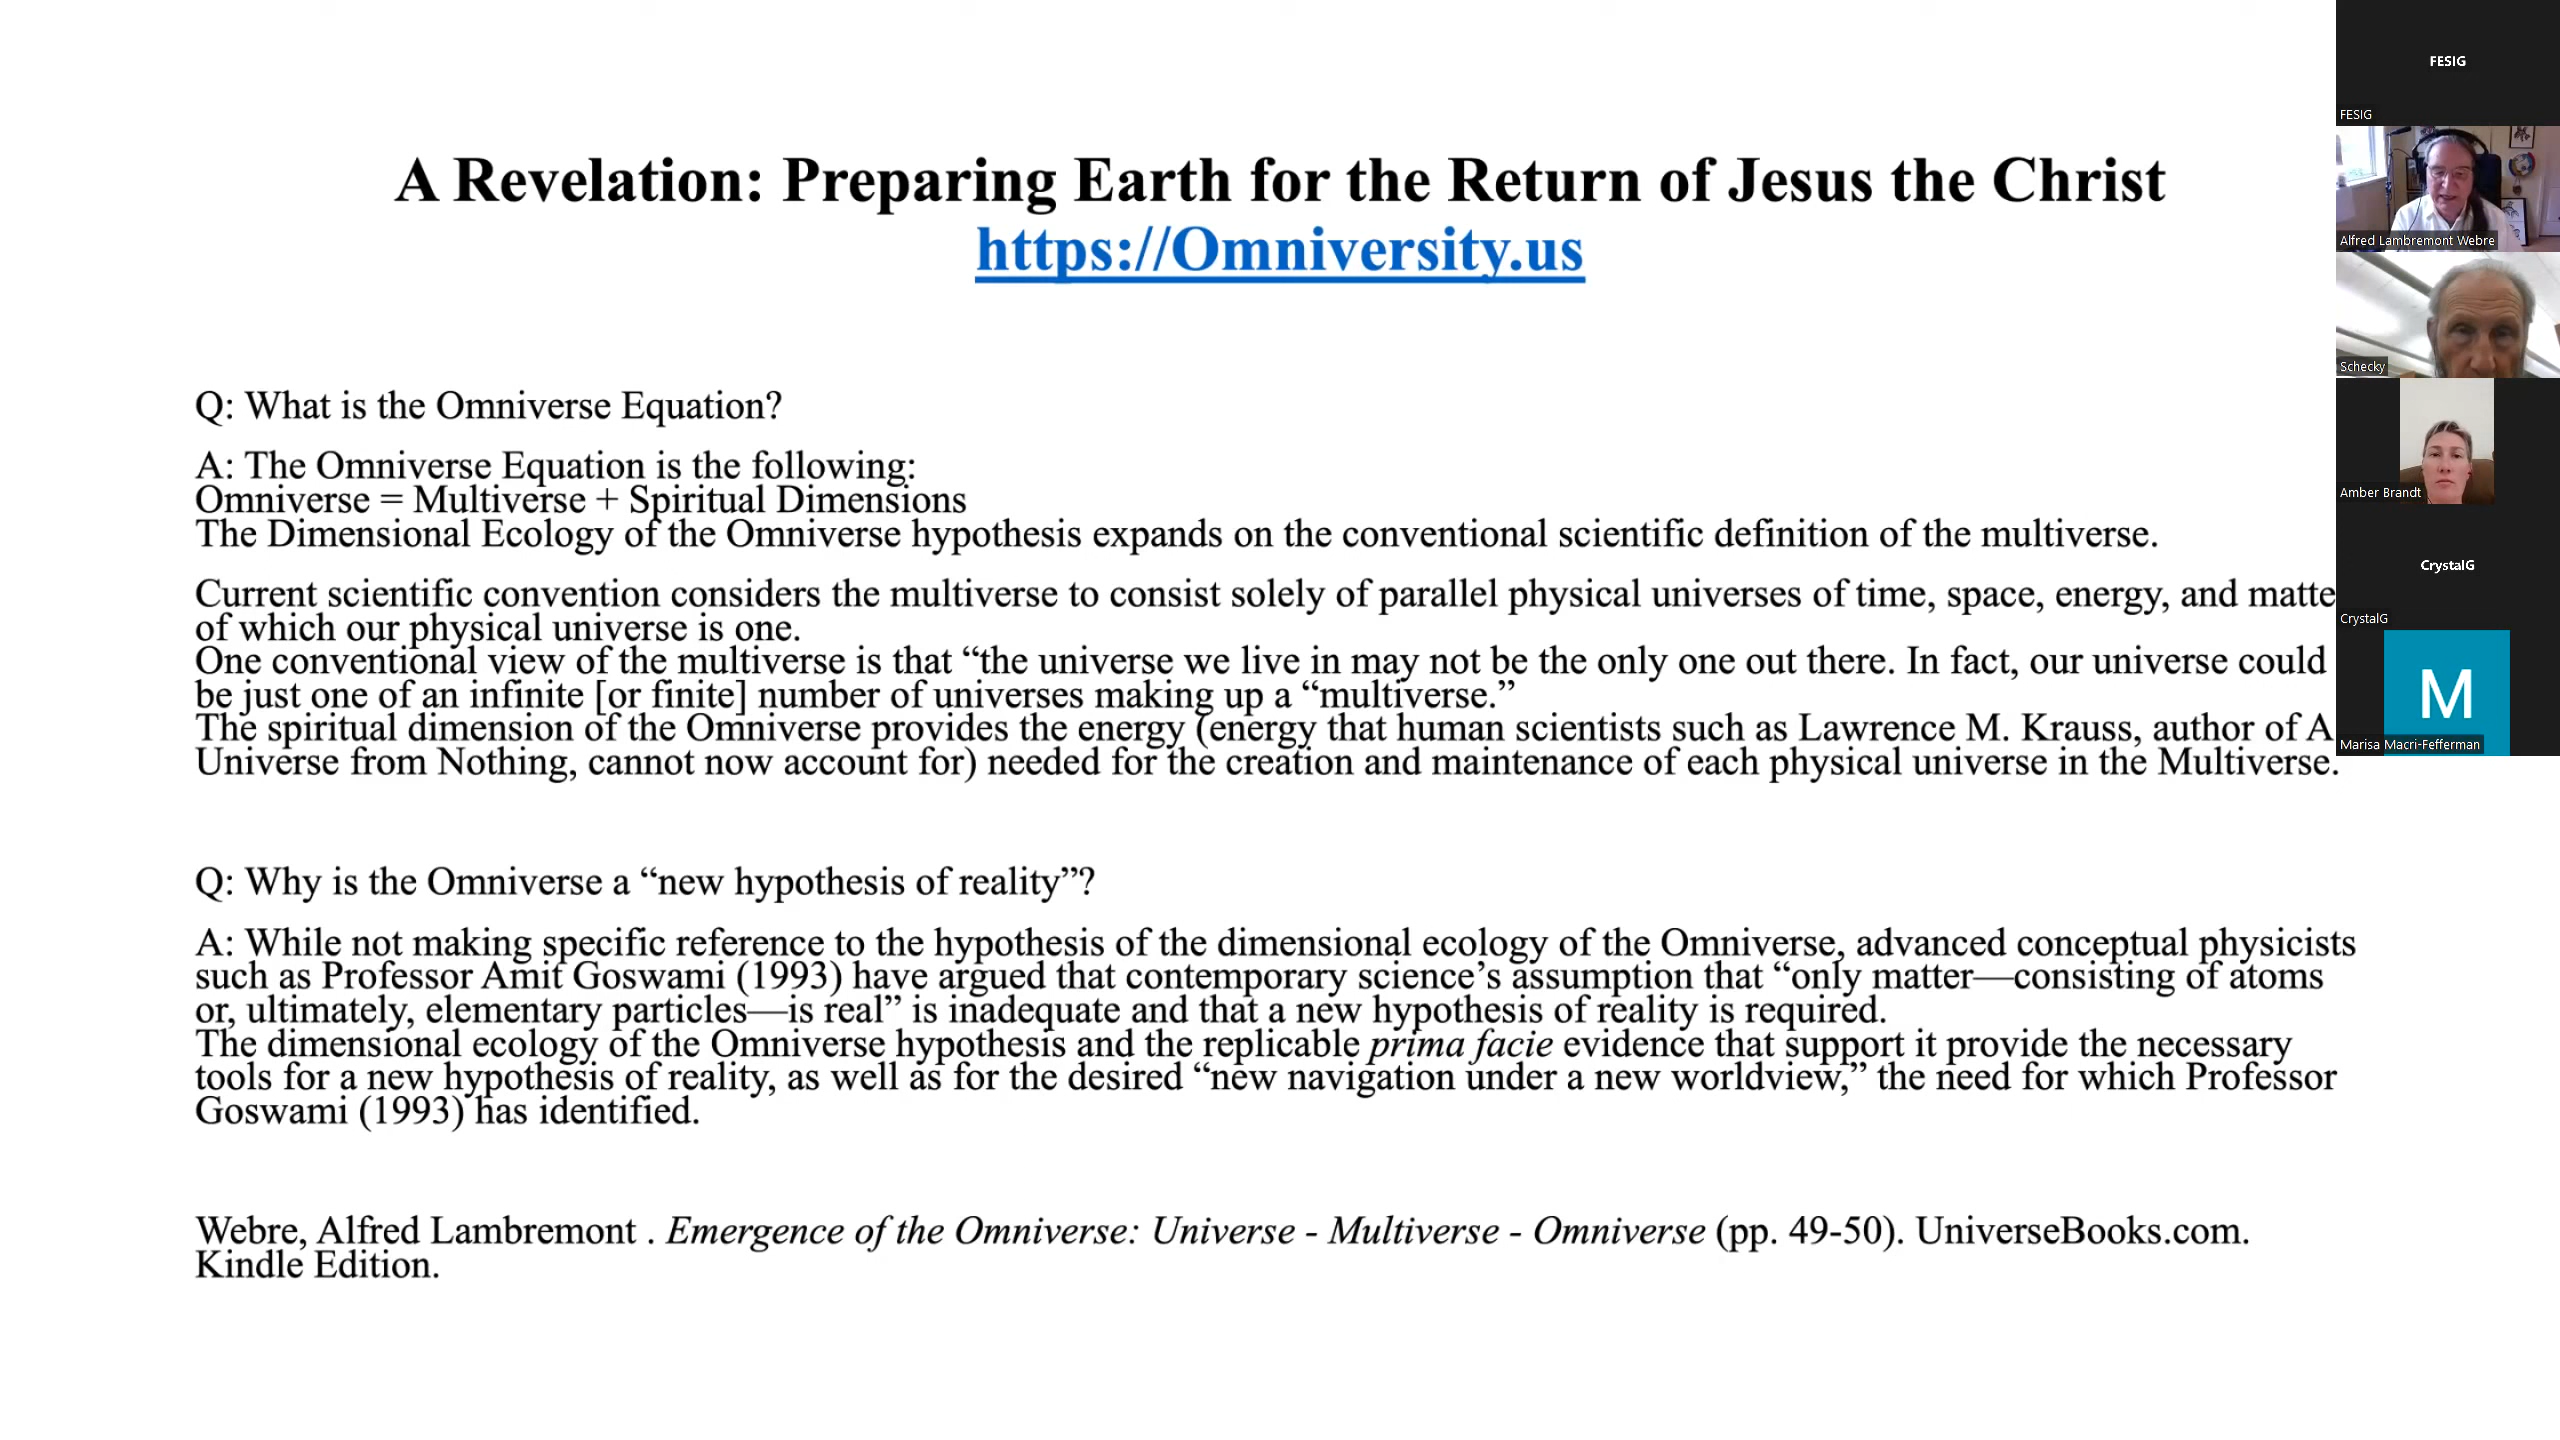 A Revelation: Preparing Earth for the Return of Jesus the Christ
https://Omniversity.us
Q: What is the Omniverse Equation?
A: The Omniverse Equation is the following:
Omniverse = Multiverse + Spiritual Dimensions
The Dimensional Ecology of the Omniverse hypothesis expands on the conventional scientific definition of the multiverse.
Current scientific convention considers the multiverse to consist solely of parallel physical universes of time, space, energy, and matte
of which our physical universe is one.
One conventional view of the multiverse is that “the universe we live in may not be the only one out there. In fact, our universe could
be just one of an infinite [or finite] number of universes making up a “multiverse.”
The spiritual dimension of the Omniverse provides the energy (energy that human scientists such as Lawrence M. Krauss, author of A
Universe from Nothing, cannot now account for) needed for the creation and maintenance of each physical universe in the Multiverse.
Q: Why is the Omniverse a “new hypothesis of reality”?
A: While not making specific reference to the hypothesis of the dimensional ecology of the Omniverse, advanced conceptual physicists
such as Professor Amit Goswami (1993) have argued that contemporary science’s assumption that “only matter—consisting of atoms
or, ultimately, elementary particles—is real” is inadequate and that a new hypothesis of reality is required.
The dimensional ecology of the Omniverse hypothesis and the replicable prima facie evidence that support it provide the necessary
tools for a new hypothesis of reality, as well as for the desired “new navigation under a new worldview,” the need for which Professor
Goswami (1993) has identified.
Webre, Alfred Lambremont . Emergence of the Omniverse: Universe - Multiverse - Omniverse (pp. 49-50). UniverseBooks.com.
Kindle Edition.
FESIG
FESIG
Alfred Lambremont Webre
Schecky
Amber Brandt
CrystalG
CrystalG
M
Marisa Macri-Fefferman